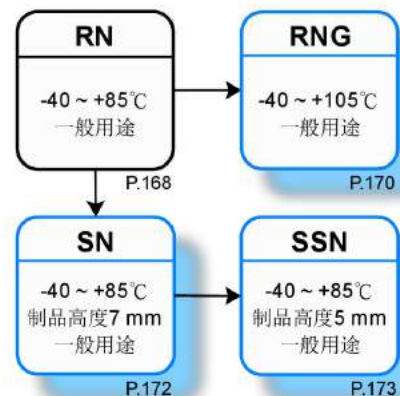 RN
-40 ~ +85℃
一般用途
P.168
RNG
-40 ~ +105℃
一般用途
P.170
SN
-40 ~ +85℃
制品高度7 mm
一般用途
P.172
SSN
-40 ~ +85℃
制品高度5 mm
一般用途
P.173